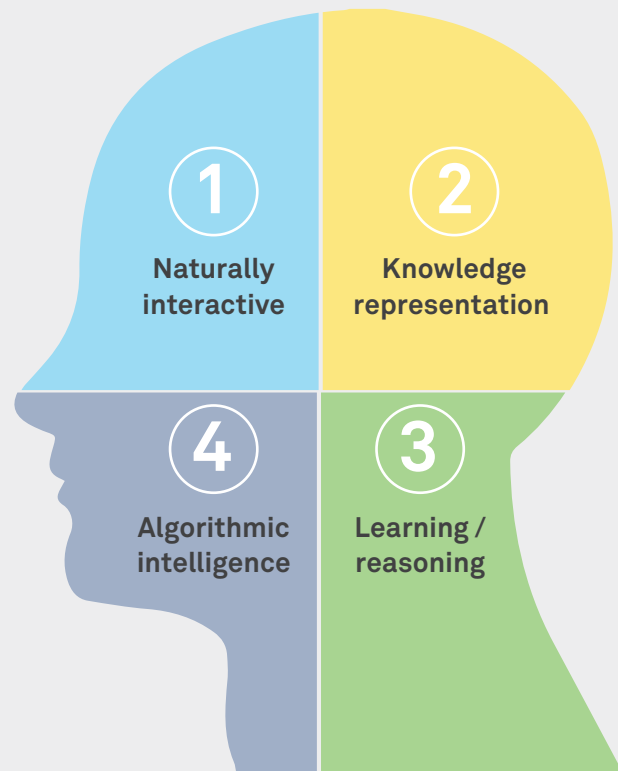 1
Naturally
interactive
2
Knowledge
representation
4
Algorithmic
intelligence
3
Learning /
reasoning